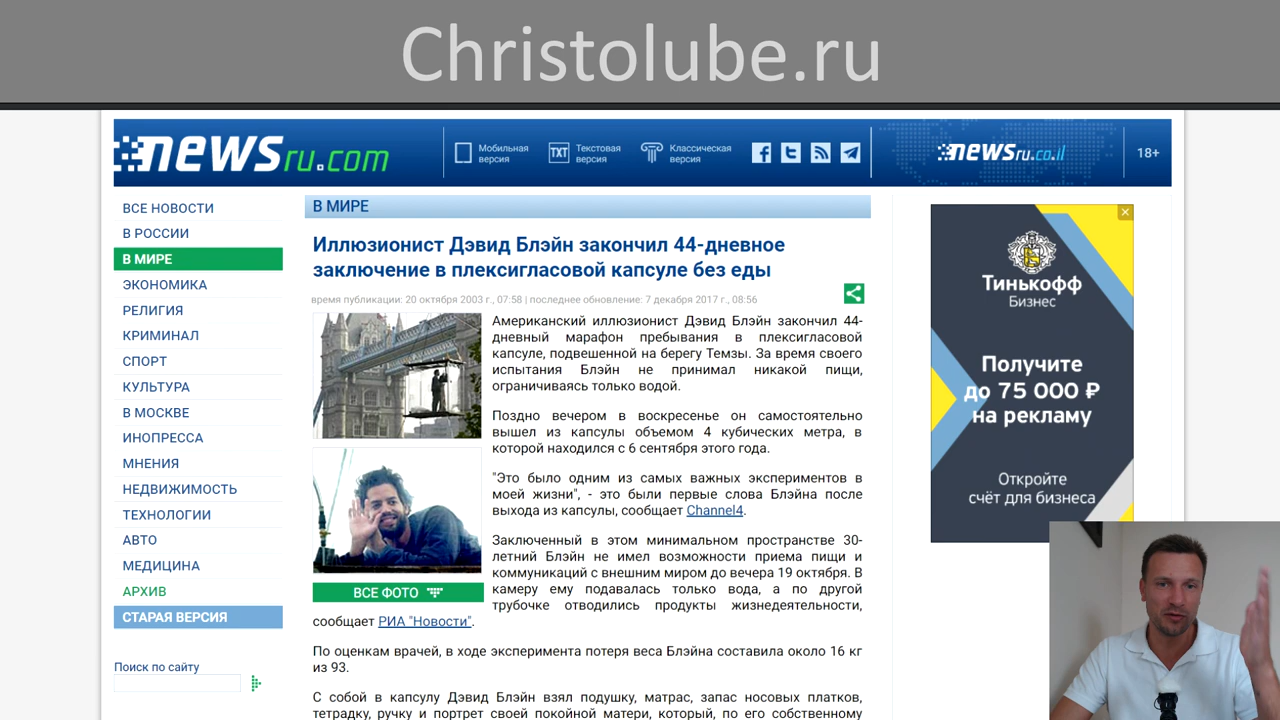 Christolube.ru
NEWSru.com
Мобильная
версия
TXT
Текстовая
версия
Классическая
версия
NEWSru.co.il
18+
ВСЕ НОВОСТИ
В РОССИИ
В МИРЕ
ЭКОНОМИКА
РЕЛИГИЯ
КРИМИНАЛ
СПОРТ
КУЛЬТУРА
В МОСКВЕ
ИНОПРЕССА
МНЕНИЯ
НЕДВИЖИМОСТЬ
ТЕХНОЛОГИИ
АВТО
МЕДИЦИНА
АРХИВ
СТАРАЯ ВЕРСИЯ
Поиск по сайту
В МИРЕ
Иллюзионист Дэвид Блэйн закончил 44-дневное
заключение в плексигласовой капсуле без еды
время публикации: 20 октября 2003 г., 07:58 | последнее обновление: 7 декабря 2017 г., 08:56
Американский иллюзионист Дэвид Блэйн закончил 44-
дневный марафон пребывания в плексигласовой
капсуле, подвешенной на берегу Темзы. За время своего
испытания Блэйн не принимал никакой пищи,
ограничиваясь только водой.
Поздно вечером в воскресенье он самостоятельно
вышел из капсулы объемом 4 кубических метра, в
которой находился с 6 сентября этого года.
"Это было одним из самых важных экспериментов в
моей жизни", - это были первые слова Блэйна после
выхода из капсулы, сообщает Channel4.
Заключенный в этом минимальном пространстве 30-
летний Блэйн не имел возможности приема пищи и
коммуникаций с внешним миром до вечера 19 октября. В
камеру ему подавалась только вода, а по другой
трубочке отводились продукты жизнедеятельности,
сообщает РИА "Новости".
ВСЕ ФОТО
По оценкам врачей, в ходе эксперимента потеря веса Блэйна составила около 16 кг
из 93.
С собой в капсулу Дэвид Блэйн взял подушку, матрас, запас носовых платков,
тетрадку, ручку и портрет своей покойной матери, который, по его собственному
Тинькофф
Бизнес
Получите
до 75 000 ₽
на рекламу
Откройте
счёт для бизнеса